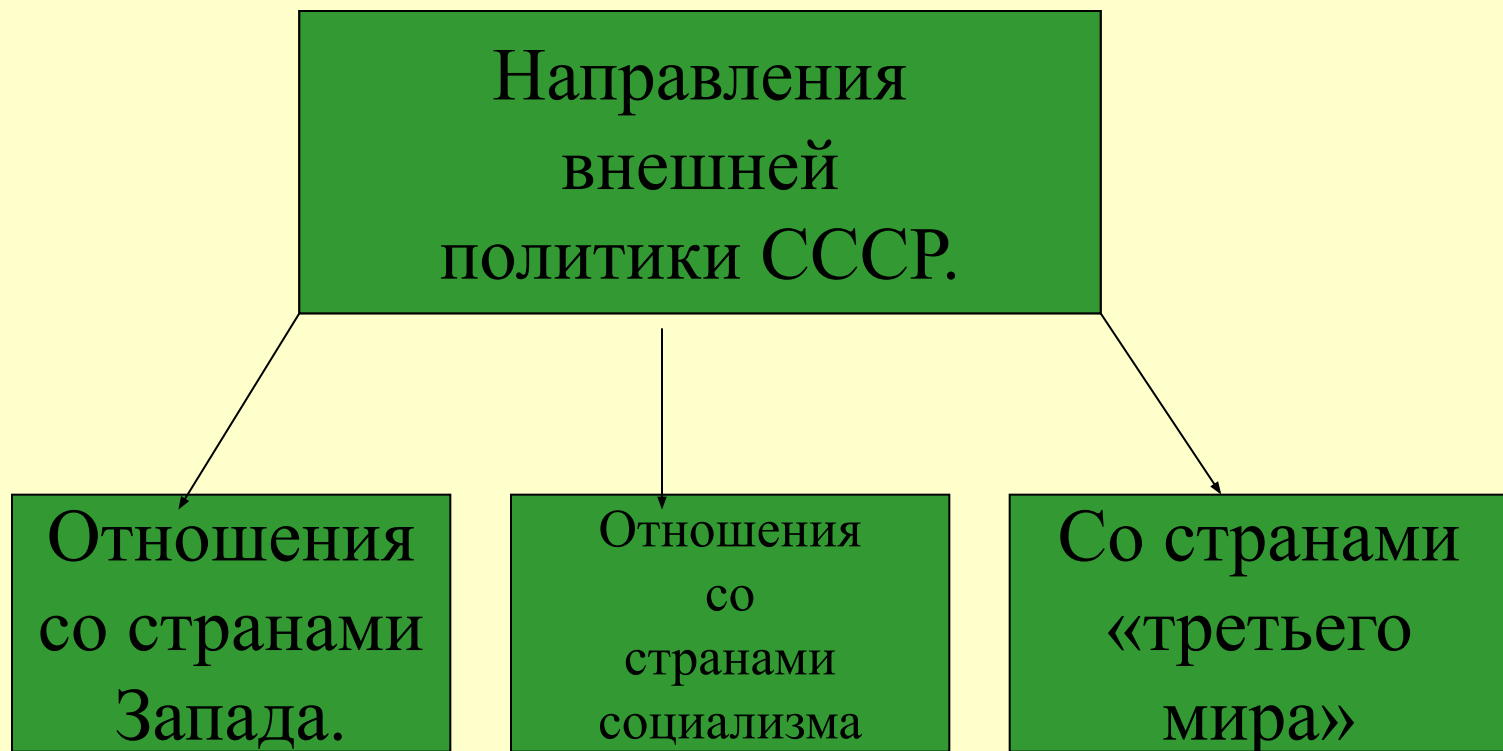 Направления
внешней
политики СССР.
Отношения
со странами
Запада.
Отношения
со
странами
социализма
Со странами
«третьего
мира»